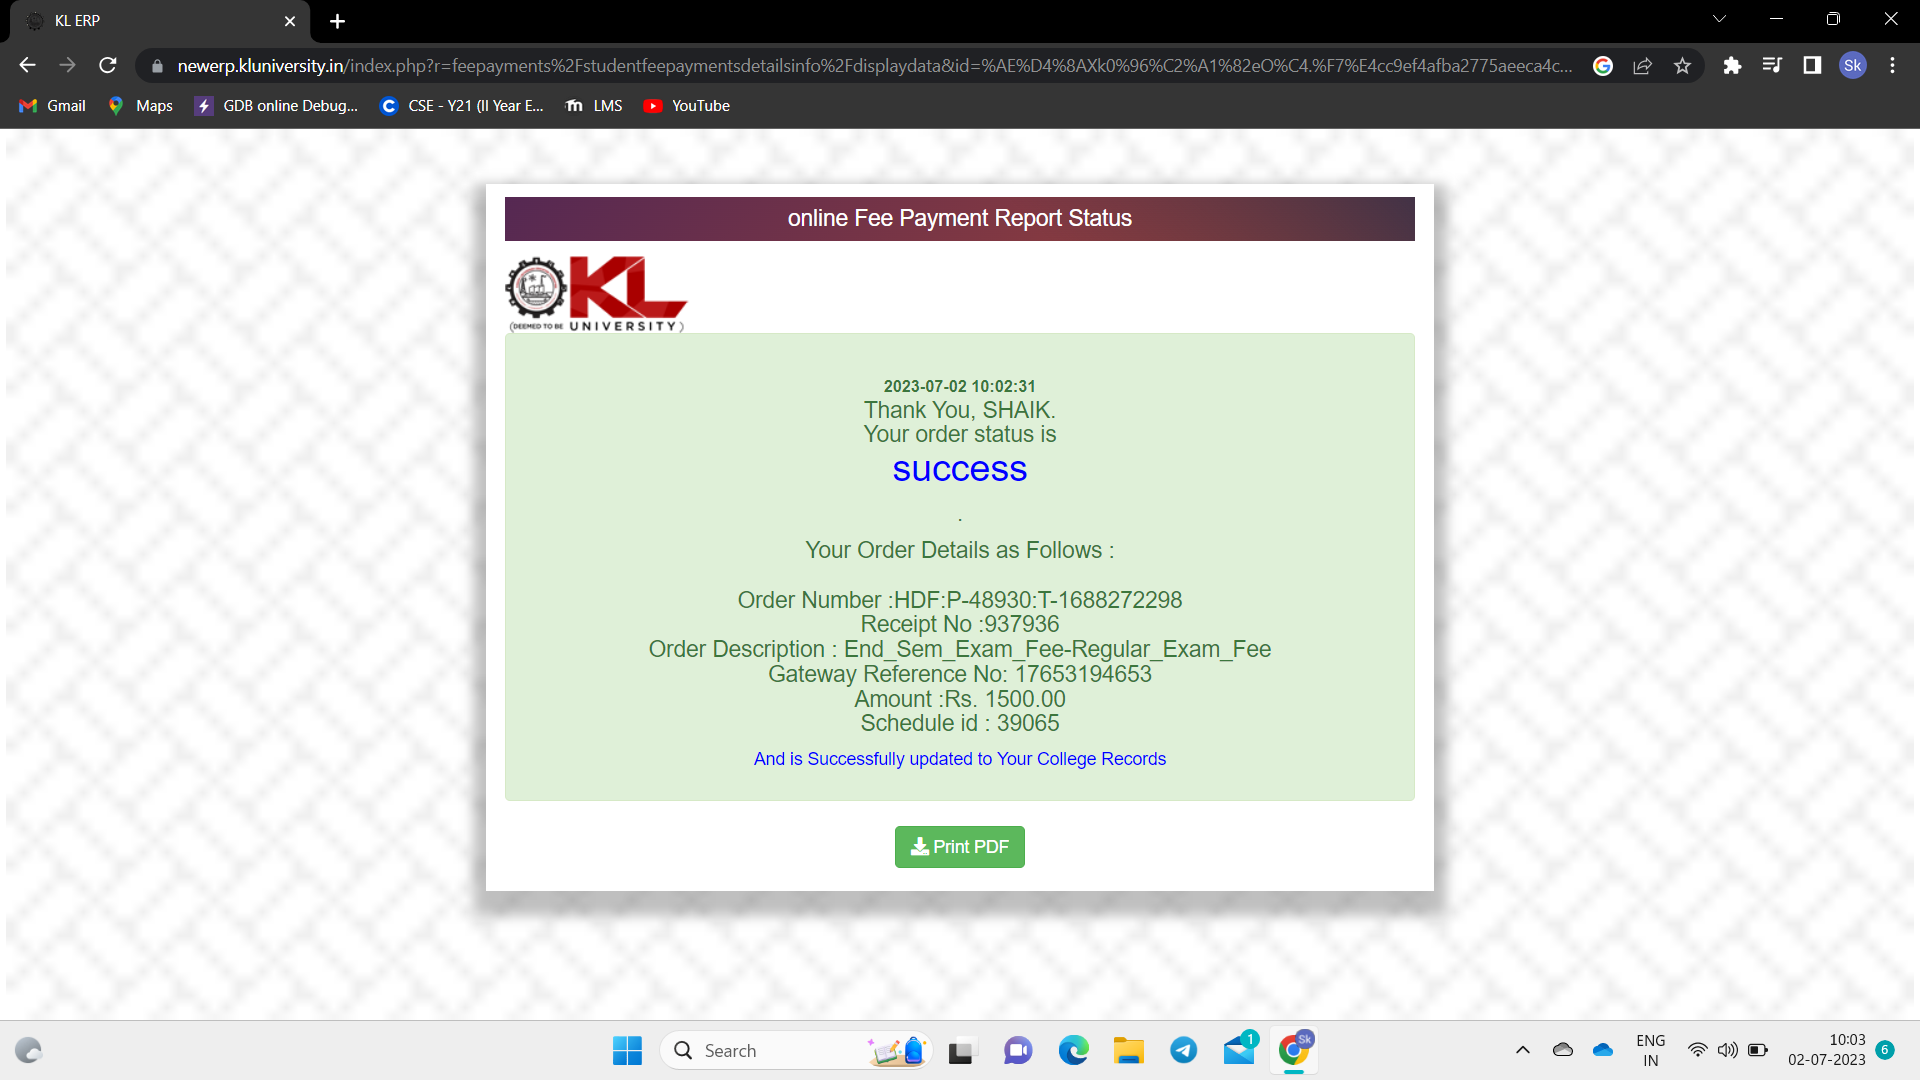 KL ERP
newerp.kluniversity.in/index.php?r=feepayments%2Fstudentfeepaymentsdetailsinfo%2Fdisplaydata&id=%AE%D4%8AXk0%96%C2%A1%82eO%C4.%F7%E4cc9ef4afba2775aeeca4c...
Sk
Gmail Maps GDB online Debug... CSE - Y21 (II Year E... LMS YouTube
online Fee Payment Report Status
KL
(DEEMED TO BE UNIVERSITY)
2023-07-02 10:02:31
Thank You, SHAIK.
Your order status is
success
.
Your Order Details as Follows :
Order Number :HDF:P-48930:T-1688272298
Receipt No :937936
Order Description : End_Sem_Exam_Fee-Regular_Exam_Fee
Gateway Reference No: 17653194653
Amount :Rs. 1500.00
Schedule id : 39065
And is Successfully updated to Your College Records
Print PDF
Search
1
Sk
ENG
IN
10:03
02-07-2023
6